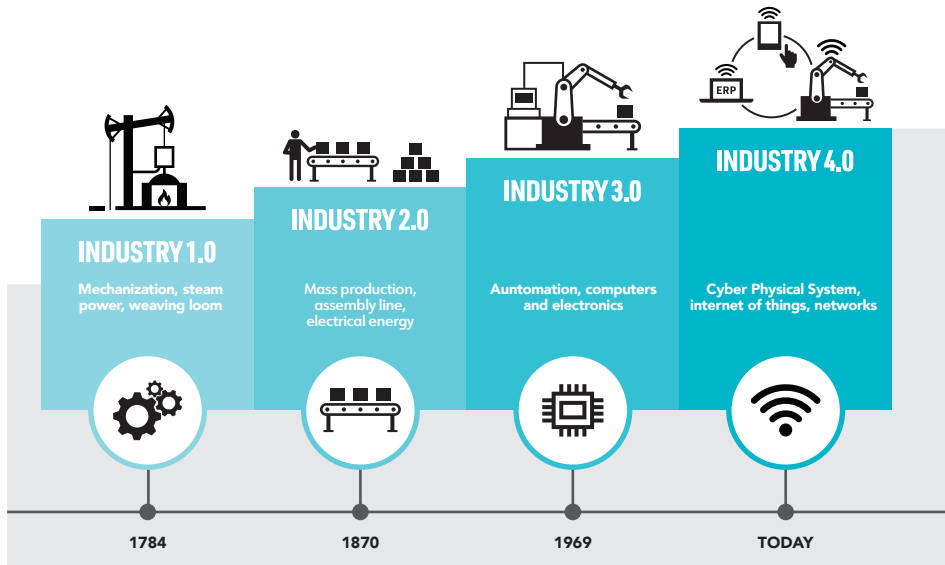 ERP
INDUSTRY 4.0
INDUSTRY 3.0
INDUSTRY 2.0
INDUSTRY 1.0
Mechanization, steam
power, weaving loom
Mass production,
assembly line,
electrical energy
Auntomation, computers
and electronics
Cyber Physical System,
internet of things, networks
1784
1870
1969
TODAY